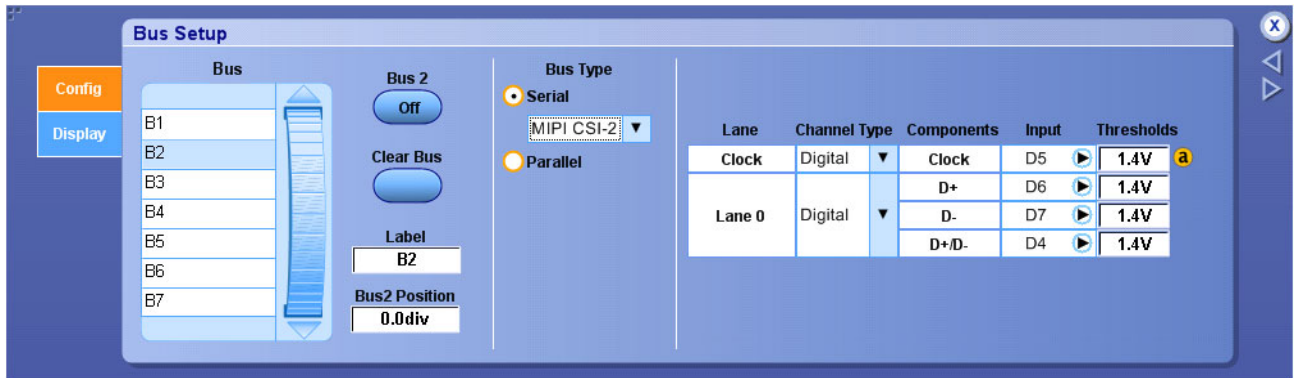 Bus Setup
Config
Display
Bus
B1
B2
B3
B4
B5
B6
B7
Bus 2
Off
Clear Bus
Label
B2
Bus2 Position
0.0div
Bus Type
Serial
MIPI CSI-2
Parallel
Lane Channel Type Components Input Thresholds
Clock Digital Clock D5 1.4V a
Lane 0 Digital
D+ D6 1.4V
D- D7 1.4V
D+/D- D4 1.4V
X